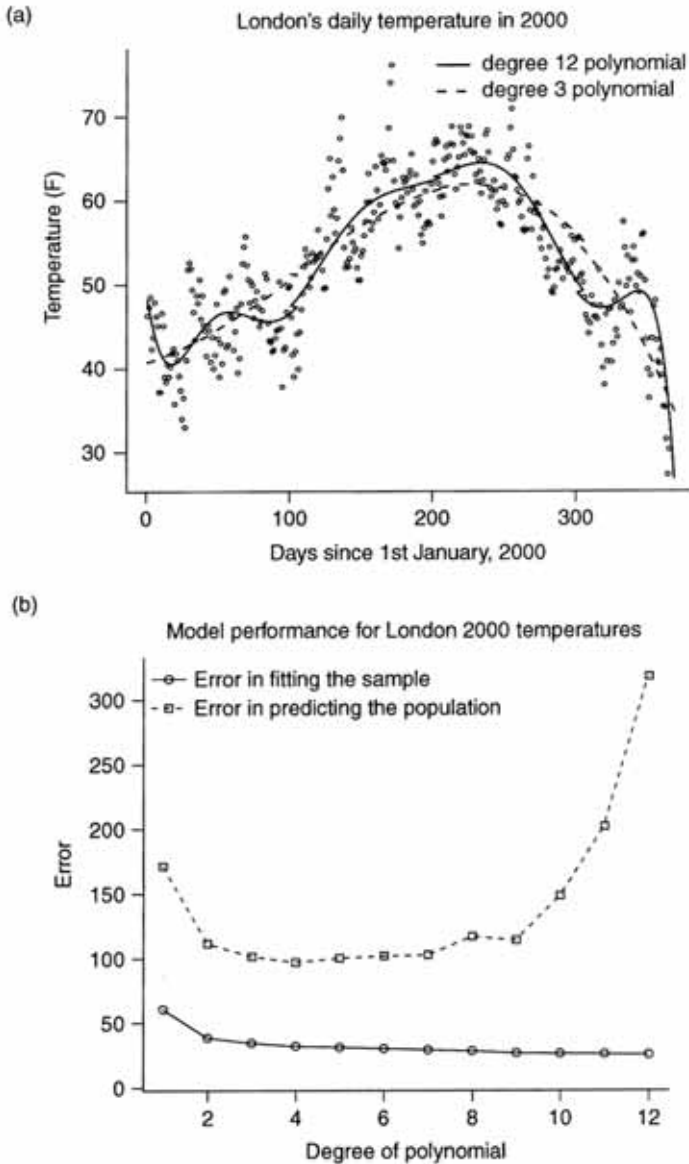 (a)
London's daily temperature in 2000
degree 12 polynomial
degree 3 polynomial
70
60
50
40
30
Temperature (F)
0 100 200 300
Days since 1st January, 2000
(b)
Model performance for London 2000 temperatures
Error in fitting the sample
Error in predicting the population
300
250
200
150
100
50
0
Error
2 4 6 8 10 12
Degree of polynomial